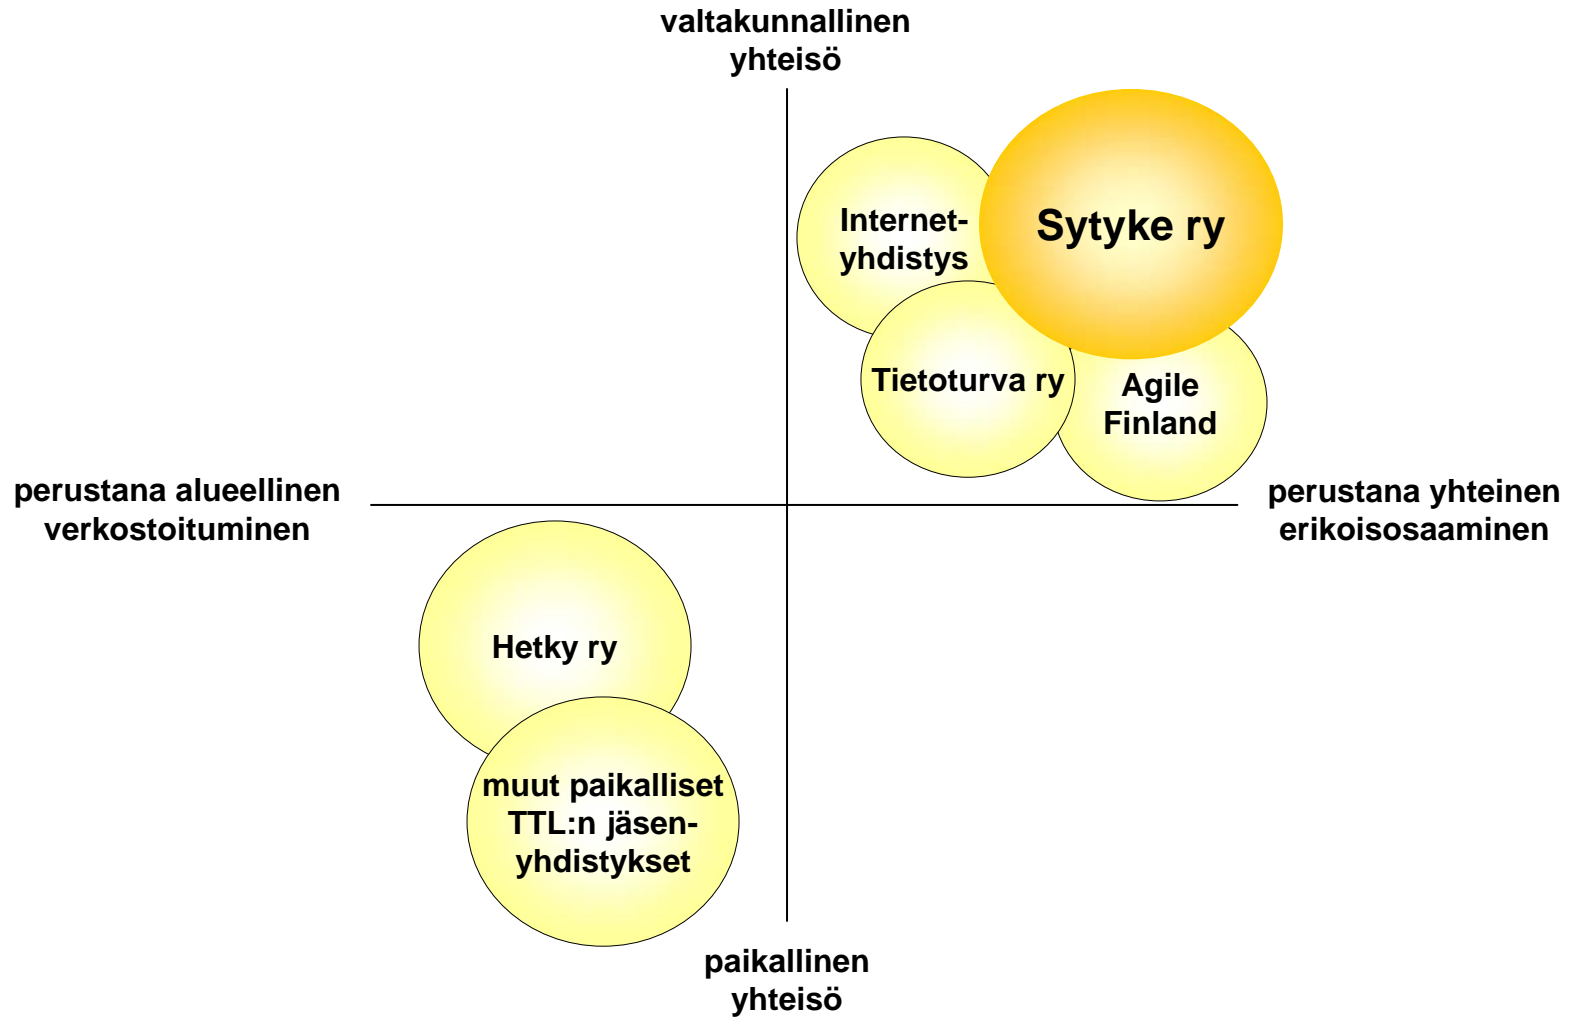 valtakunnallinen
yhteisö
Internet-
yhdistys
Sytyke ry
Tietoturva ry
Agile
Finland
perustana alueellinen
verkostoituminen
perustana yhteinen
erikoisosaaminen
Hetky ry
muut paikalliset
TTL:n jäsen-
yhdistykset
paikallinen
yhteisö